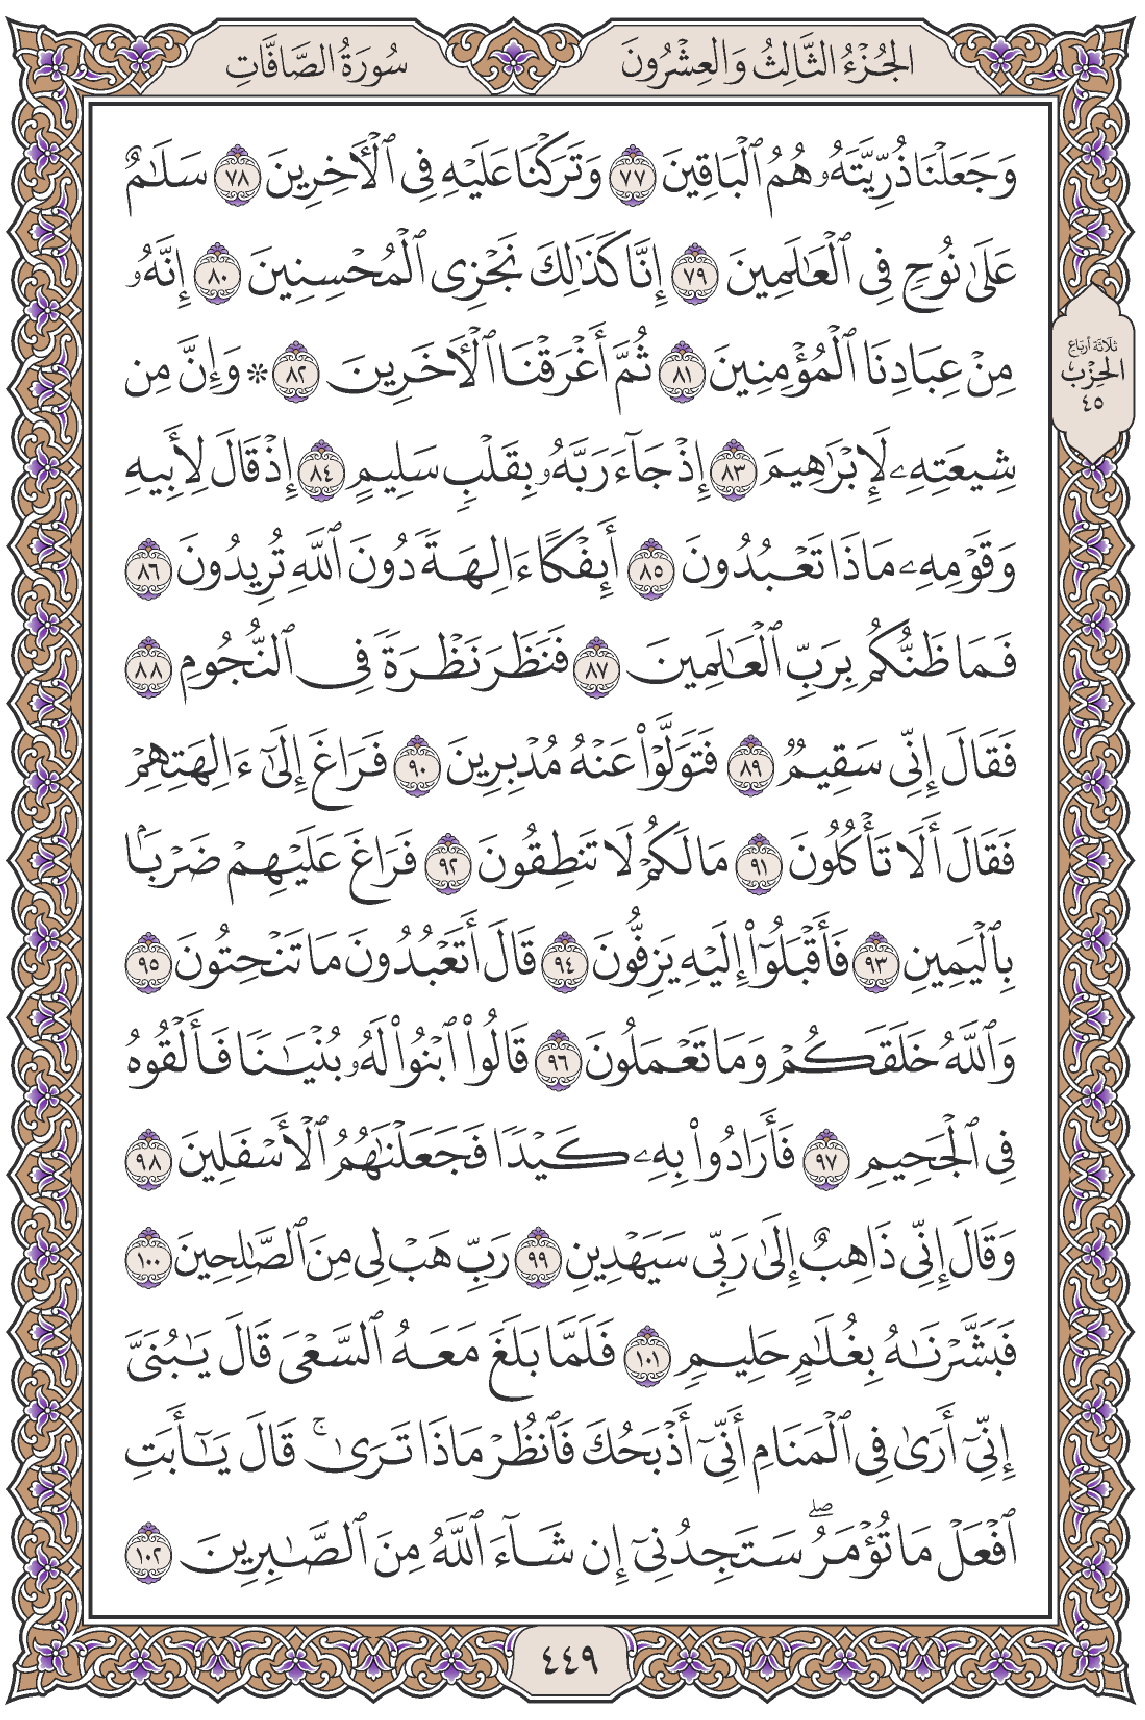 الجُزْءُ الثَّالِثُ وَالعِشْرُونَ
سُورَةُ الصَّافَّاتِ
وَجَعَلْنَا ذُرِّيَّتَهُۥ هُمُ ٱلْبَاقِينَ ٧٧ وَتَرَكْنَا عَلَيْهِ فِى ٱلْـَٔاخِرِينَ ٧٨ سَلَـٰمٌ
عَلَىٰ نُوحٍ فِى ٱلْعَـٰلَمِينَ ٧٩ إِنَّا كَذَٰلِكَ نَجْزِى ٱلْمُحْسِنِينَ ٨٠ إِنَّهُۥ
مِنْ عِبَادِنَا ٱلْمُؤْمِنِينَ ٨١ ثُمَّ أَغْرَقْنَا ٱلْـَٔاخَرِينَ ٨٢ ۞ وَإِنَّ مِن
ثلاثة أرباع
الحِزْب
٤٥
شِيعَتِهِۦ لَإِبْرَٰهِيمَ ٨٣ إِذْ جَآءَ رَبَّهُۥ بِقَلْبٍ سَلِيمٍ ٨٤ إِذْ قَالَ لِأَبِيهِ
وَقَوْمِهِۦ مَاذَا تَعْبُدُونَ ٨٥ أَئِفْكًا ءَالِهَةً دُونَ ٱللَّهِ تُرِيدُونَ ٨٦
فَمَا ظَنُّكُم بِرَبِّ ٱلْعَـٰلَمِينَ ٨٧ فَنَظَرَ نَظْرَةً فِى ٱلنُّجُومِ ٨٨
فَقَالَ إِنِّى سَقِيمٌ ٨٩ فَتَوَلَّوْا۟ عَنْهُ مُدْبِرِينَ ٩٠ فَرَاغَ إِلَىٰٓ ءَالِهَتِهِمْ
فَقَالَ أَلَا تَأْكُلُونَ ٩١ مَا لَكُمْ لَا تَنطِقُونَ ٩٢ فَرَاغَ عَلَيْهِمْ ضَرْبًۢا
بِٱلْيَمِينِ ٩٣ فَأَقْبَلُوٓا۟ إِلَيْهِ يَزِفُّونَ ٩٤ قَالَ أَتَعْبُدُونَ مَا تَنْحِتُونَ ٩٥
وَٱللَّهُ خَلَقَكُمْ وَمَا تَعْمَلُونَ ٩٦ قَالُوا۟ ٱبْنُوا۟ لَهُۥ بُنْيَـٰنًا فَأَلْقُوهُ
فِى ٱلْجَحِيمِ ٩٧ فَأَرَادُوا۟ بِهِۦ كَيْدًا فَجَعَلْنَـٰهُمُ ٱلْأَسْفَلِينَ ٩٨
وَقَالَ إِنِّى ذَاهِبٌ إِلَىٰ رَبِّى سَيَهْدِينِ ٩٩ رَبِّ هَبْ لِى مِنَ ٱلصَّـٰلِحِينَ ١٠٠
فَبَشَّرْنَـٰهُ بِغُلَـٰمٍ حَلِيمٍ ١٠١ فَلَمَّا بَلَغَ مَعَهُ ٱلسَّعْىَ قَالَ يَـٰبُنَىَّ
إِنِّىٓ أَرَىٰ فِى ٱلْمَنَامِ أَنِّىٓ أَذْبَحُكَ فَٱنظُرْ مَاذَا تَرَىٰ ۚ قَالَ يَـٰٓأَبَتِ
ٱفْعَلْ مَا تُؤْمَرُ ۖ سَتَجِدُنِىٓ إِن شَآءَ ٱللَّهُ مِنَ ٱلصَّـٰبِرِينَ ١٠٢
٤٤٩